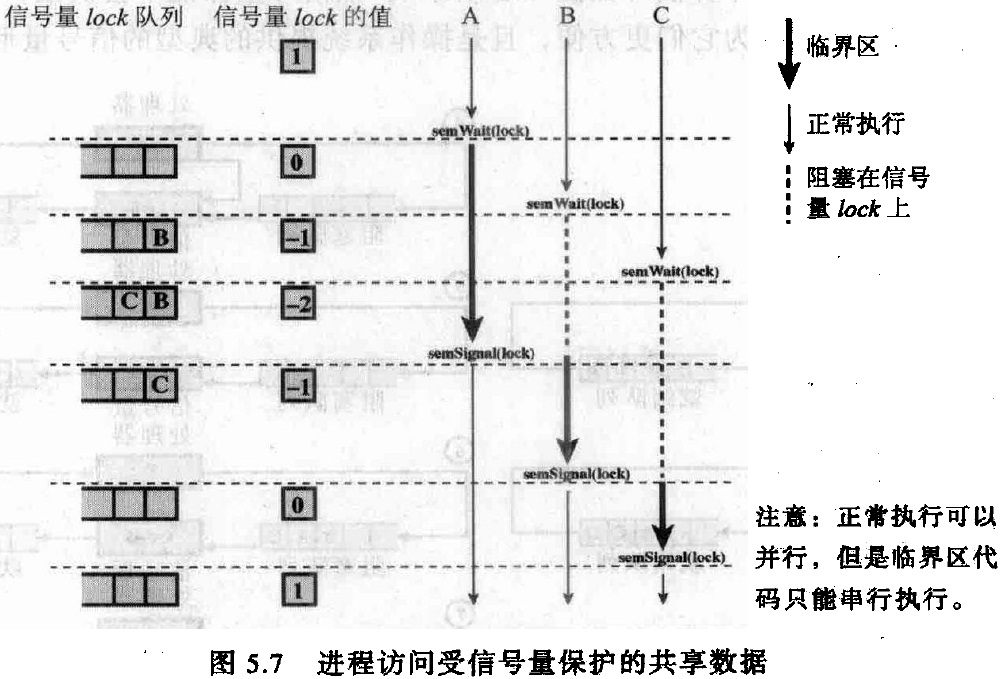 信号量 lock 队列 信号量 lock 的值 A B C
1
临界区
正常执行
阻塞在信号
量 lock 上
semWait(lock)
0
semWait(lock)
B -1
semWait(lock)
C B -2
semSignal(lock)
C -1
semSignal(lock)
0
semSignal(lock)
1
注意：正常执行可以
并行，但是临界区代
码只能串行执行。
图 5.7 进程访问受信号量保护的共享数据